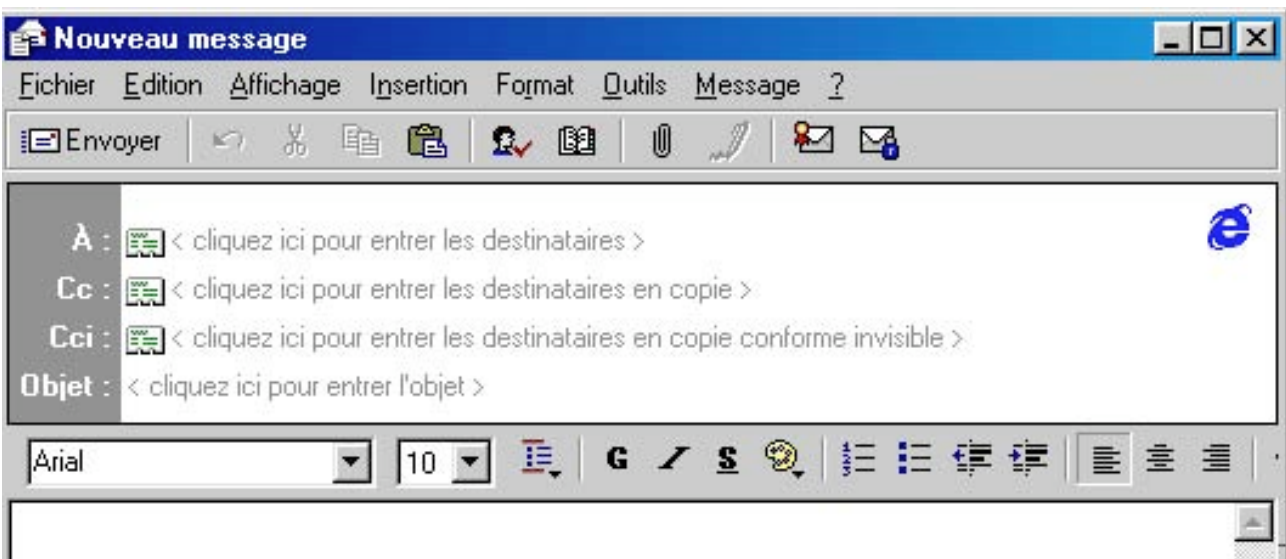 Nouveau message
Fichier Edition Affichage Insertion Format Outils Message ?
Envoyer
À : < cliquez ici pour entrer les destinataires >
Cc : < cliquez ici pour entrer les destinataires en copie >
Cci : < cliquez ici pour entrer les destinataires en copie conforme invisible >
Objet : < cliquez ici pour entrer l'objet >
Arial 10 G I S